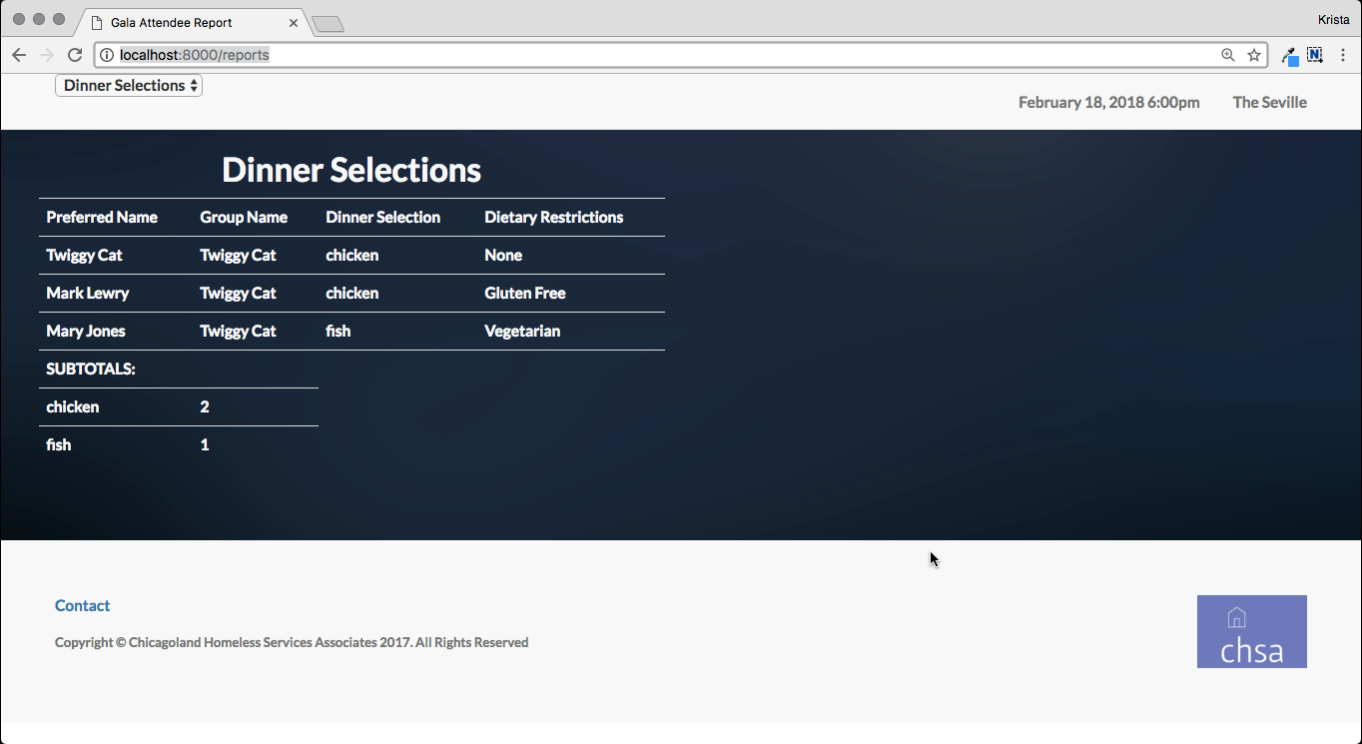 Gala Attendee Report
Krista
localhost:8000/reports
Dinner Selections
February 18, 2018 6:00pm The Seville
Dinner Selections
Preferred Name Group Name Dinner Selection Dietary Restrictions
Twiggy Cat Twiggy Cat chicken None
Mark Lewry Twiggy Cat chicken Gluten Free
Mary Jones Twiggy Cat fish Vegetarian
SUBTOTALS:
chicken 2
fish 1
Contact
Copyright © Chicagoland Homeless Services Associates 2017. All Rights Reserved
chsa